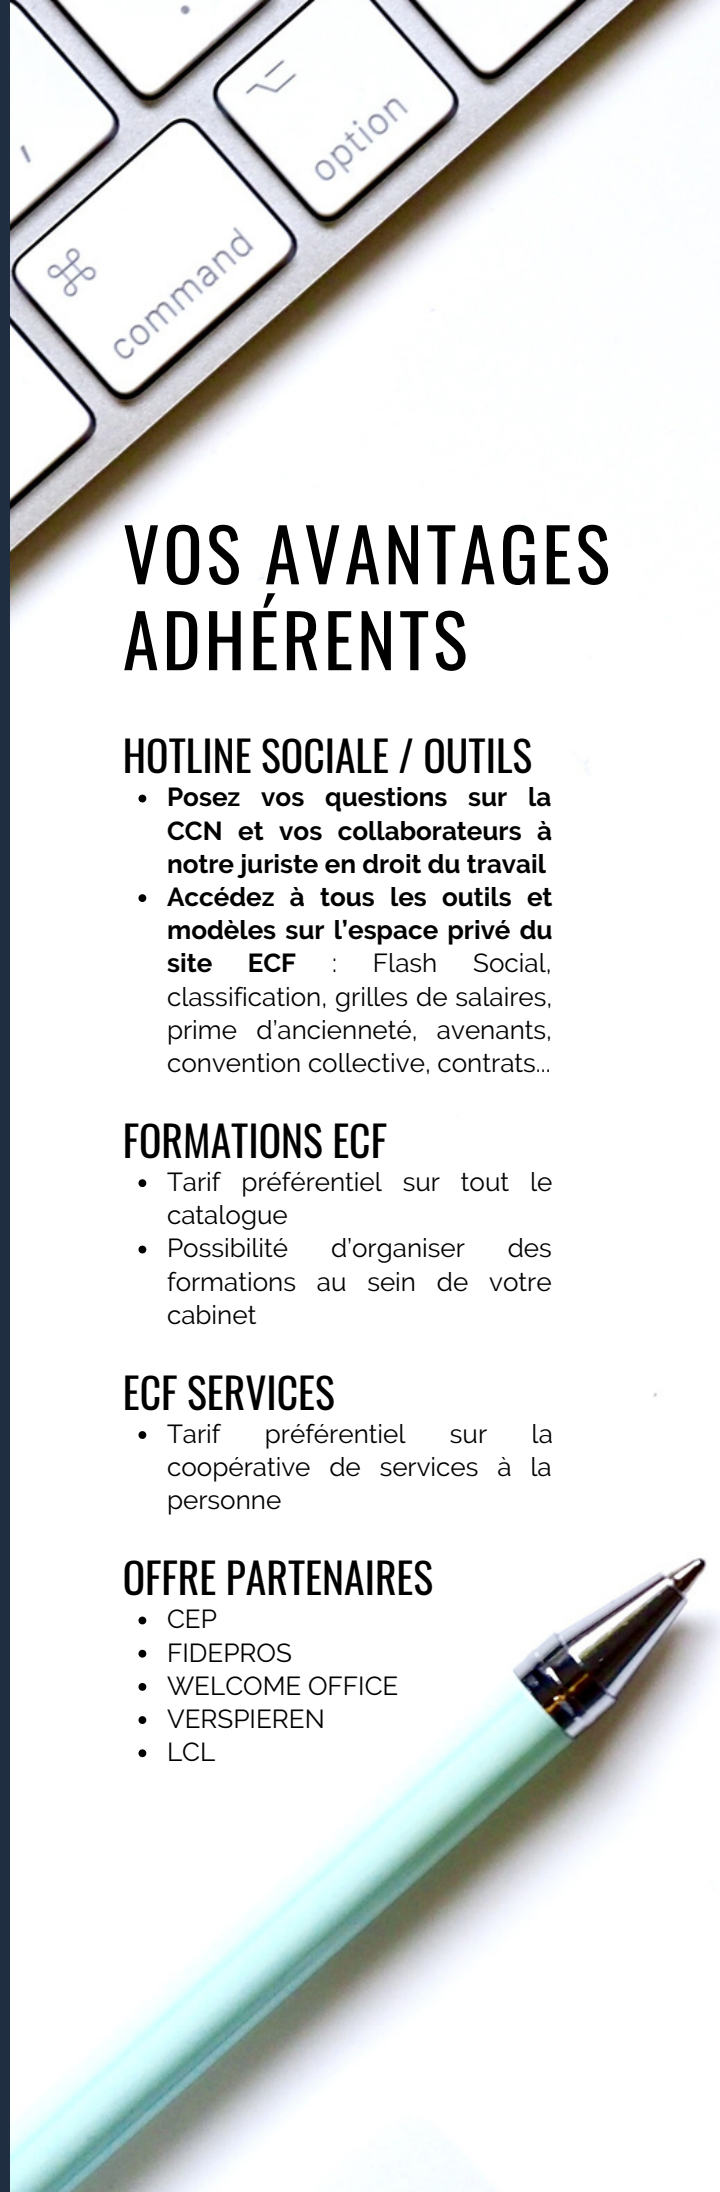 option
⌘
command
VOS AVANTAGES
ADHÉRENTS
HOTLINE SOCIALE / OUTILS
• Posez vos questions sur la
CCN et vos collaborateurs à
notre juriste en droit du travail
• Accédez à tous les outils et
modèles sur l’espace privé du
site ECF : Flash Social,
classification, grilles de salaires,
prime d’ancienneté, avenants,
convention collective, contrats...
FORMATIONS ECF
• Tarif préférentiel sur tout le
catalogue
• Possibilité d’organiser des
formations au sein de votre
cabinet
ECF SERVICES
• Tarif préférentiel sur la
coopérative de services à la
personne
OFFRE PARTENAIRES
• CEP
• FIDEPROS
• WELCOME OFFICE
• VERSPIEREN
• LCL